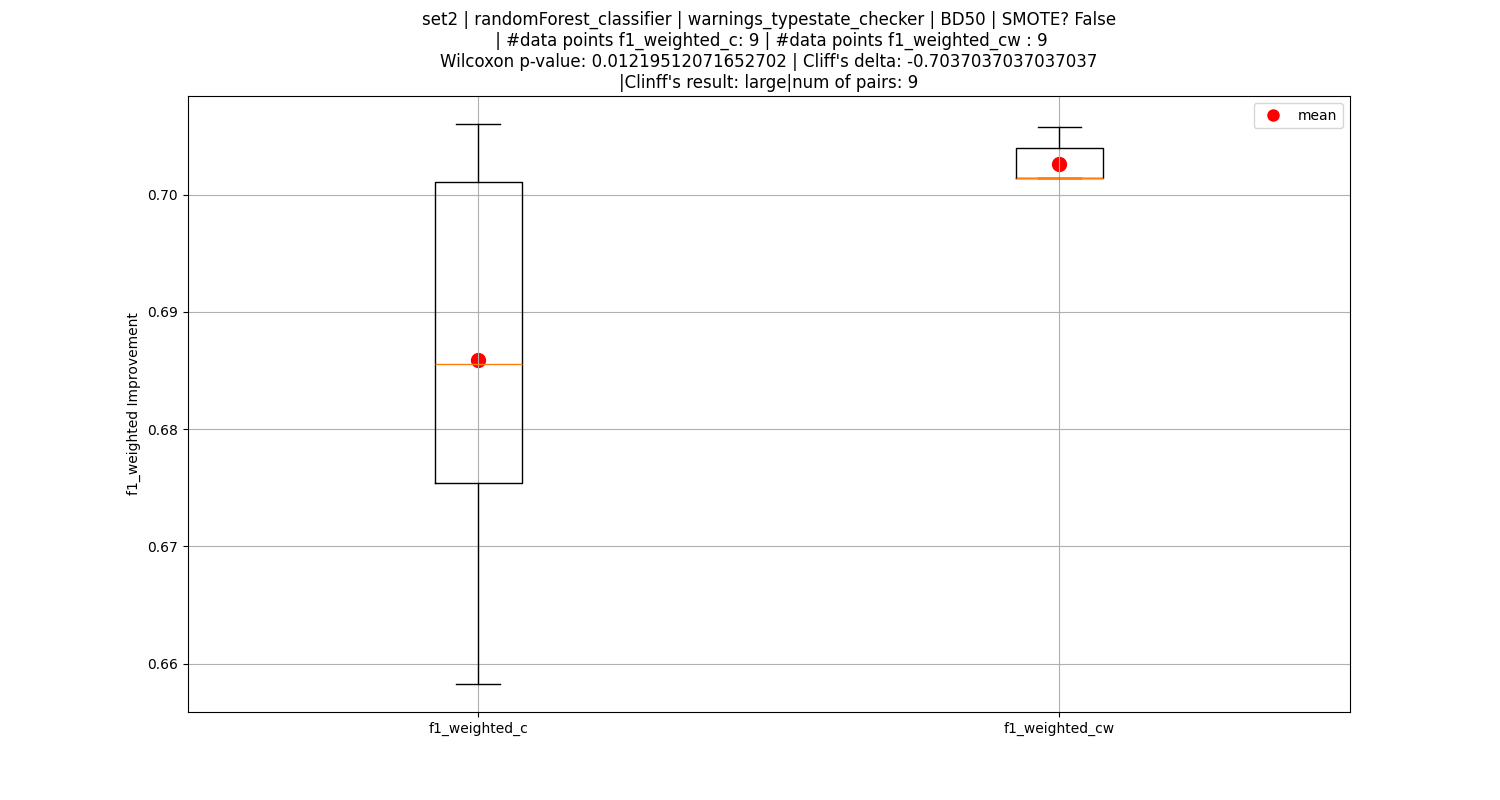 set2 | randomForest_classifier | warnings_typestate_checker | BD50 | SMOTE? False
| #data points f1_weighted_c: 9 | #data points f1_weighted_cw : 9
Wilcoxon p-value: 0.01219512071652702 | Cliff's delta: -0.7037037037037037
|Clinff's result: large|num of pairs: 9
mean
0.70
0.69
0.68
0.67
0.66
f1_weighted Improvement
f1_weighted_c
f1_weighted_cw